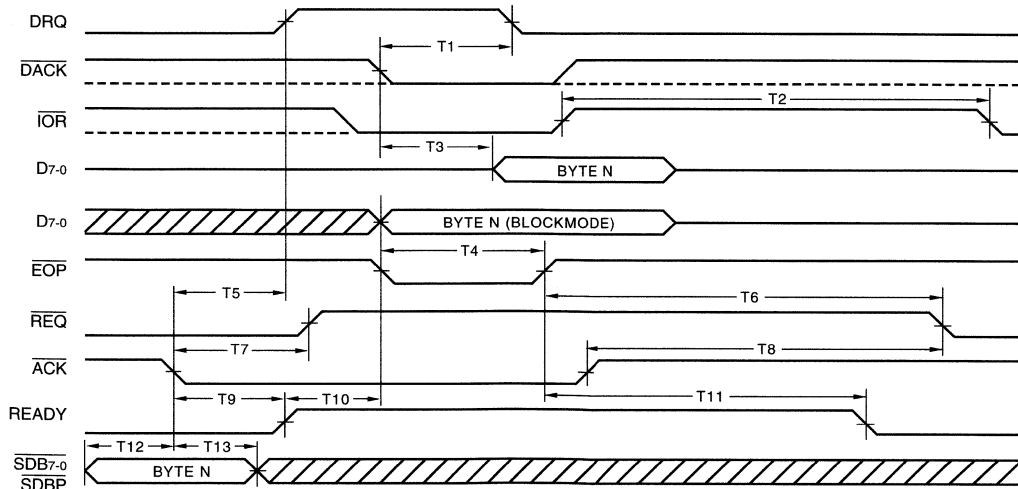 DRQ
T1
DACK
T2
IOR
T3
D7-0
BYTE N
D7-0
BYTE N (BLOCKMODE)
T4
EOP
T5
T6
REQ
T7
T8
ACK
T9
T10
T11
READY
T12
T13
SDB7-0
BYTE N
SDBP